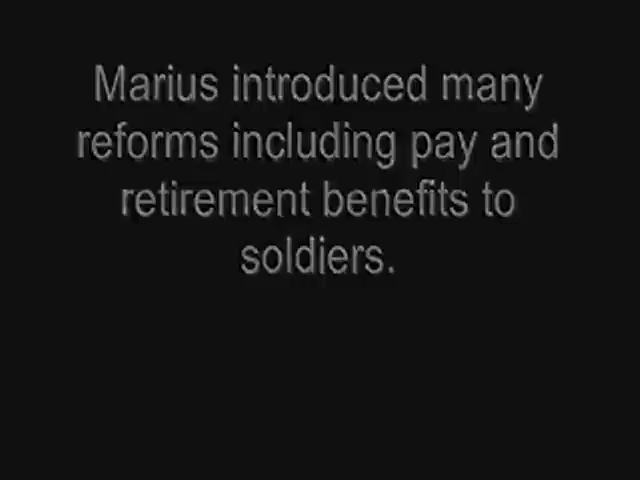 Marius introduced many
reforms including pay and
retirement benefits to
soldiers.